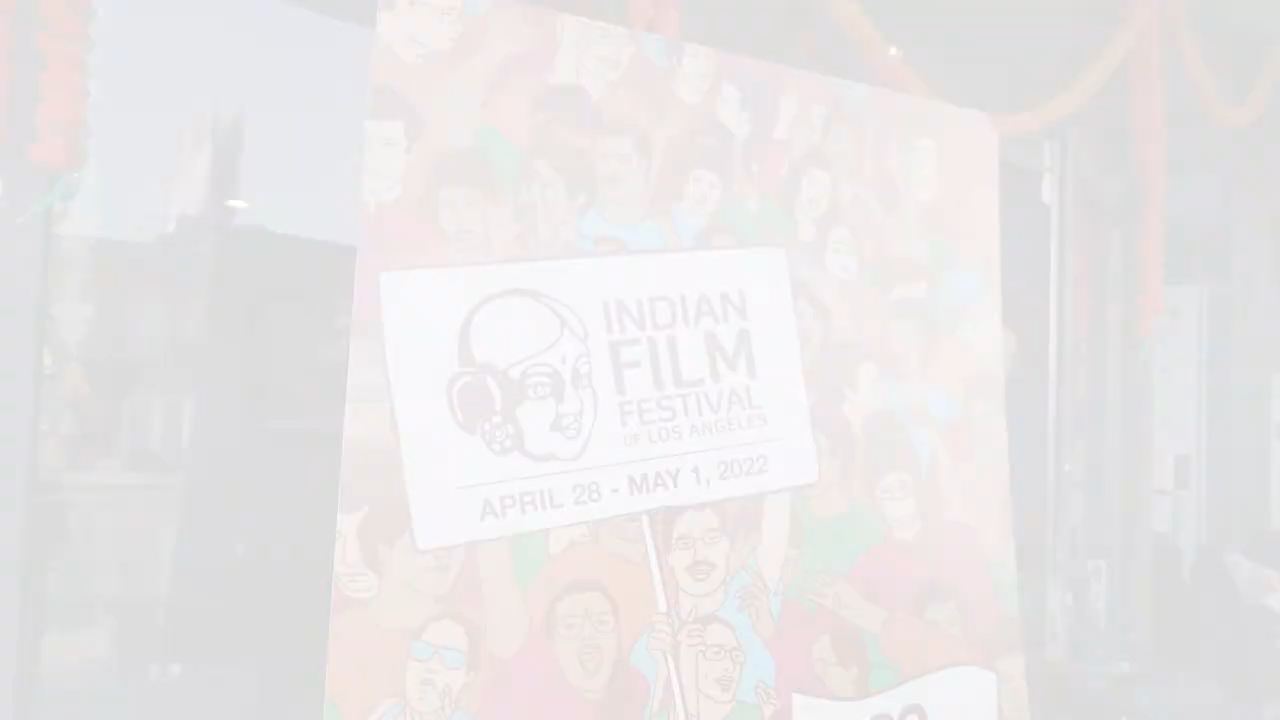 INDIAN
FILM
FESTIVAL
OF LOS ANGELES
APRIL 28 - MAY 1, 2022